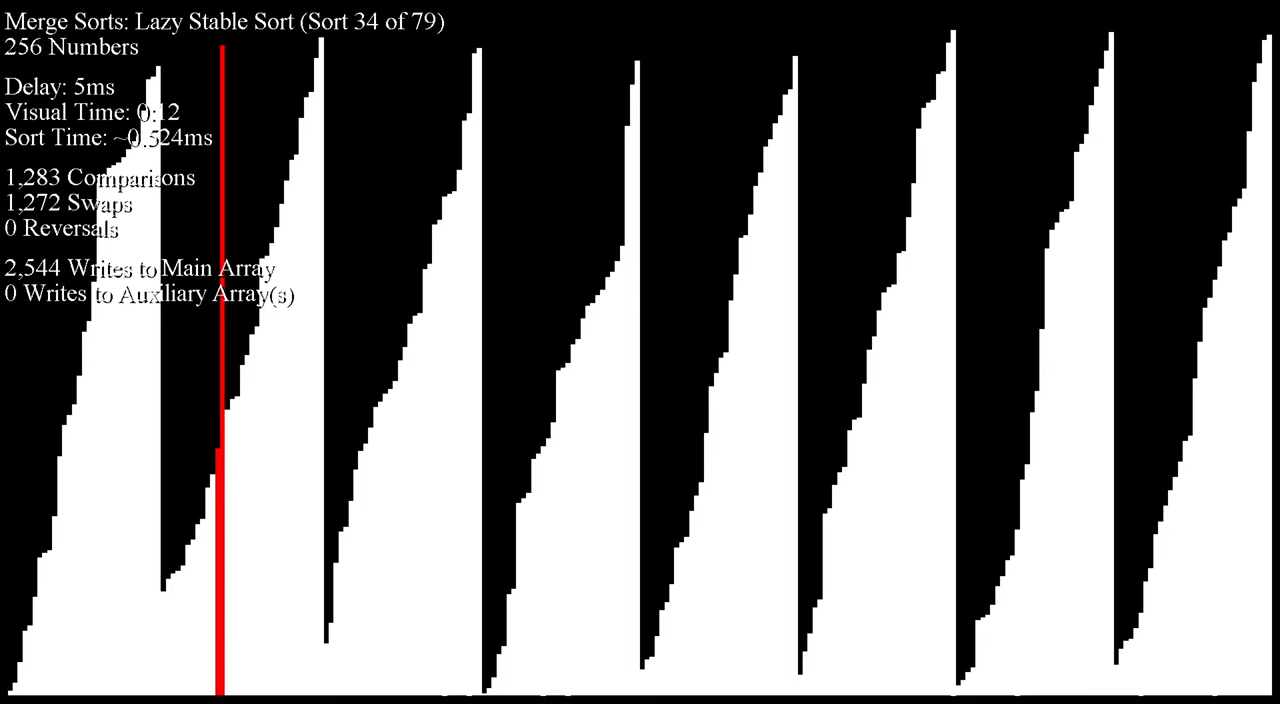 Merge Sorts: Lazy Stable Sort (Sort 34 of 79)
256 Numbers
Delay: 5ms
Visual Time: 0:12
Sort Time: ~0.524ms
1,283 Comparisons
1,272 Swaps
0 Reversals
2,544 Writes to Main Array
0 Writes to Auxiliary Array(s)